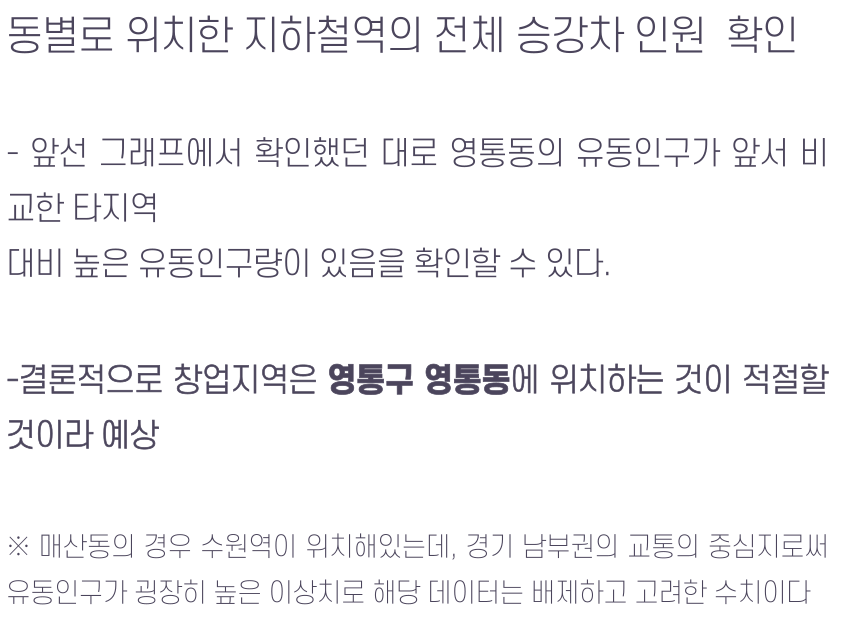 동별로 위치한 지하철역의 전체 승강차 인원 확인
- 앞선 그래프에서 확인했던 대로 영통동의 유동인구가 앞서 비
교한 타지역
대비 높은 유동인구량이 있음을 확인할 수 있다.
-결론적으로 창업지역은 영통구 영통동에 위치하는 것이 적절할
것이라 예상
※ 매산동의 경우 수원역이 위치해있는데, 경기 남부권의 교통의 중심지로써
유동인구가 굉장히 높은 이상치로 해당 데이터는 배제하고 고려한 수치이다